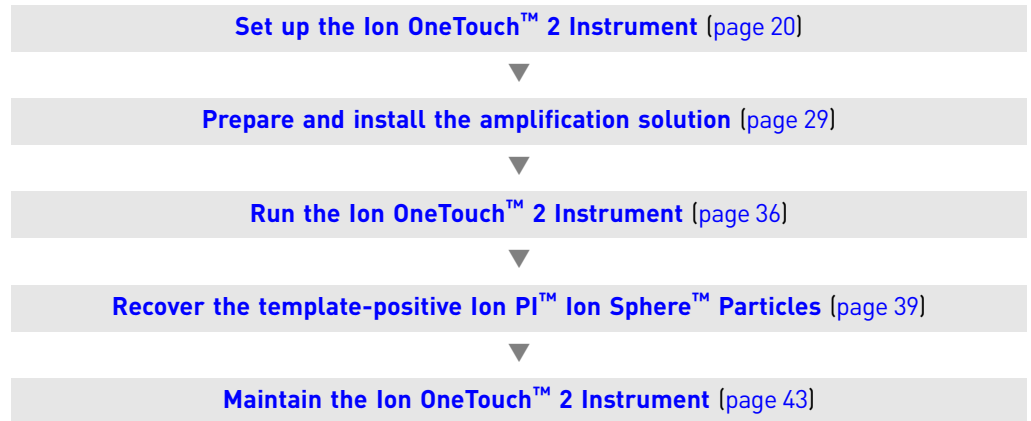 Set up the Ion OneTouch™ 2 Instrument (page 20)
Prepare and install the amplification solution (page 29)
Run the Ion OneTouch™ 2 Instrument (page 36)
Recover the template-positive Ion PI™ Ion Sphere™ Particles (page 39)
Maintain the Ion OneTouch™ 2 Instrument (page 43)